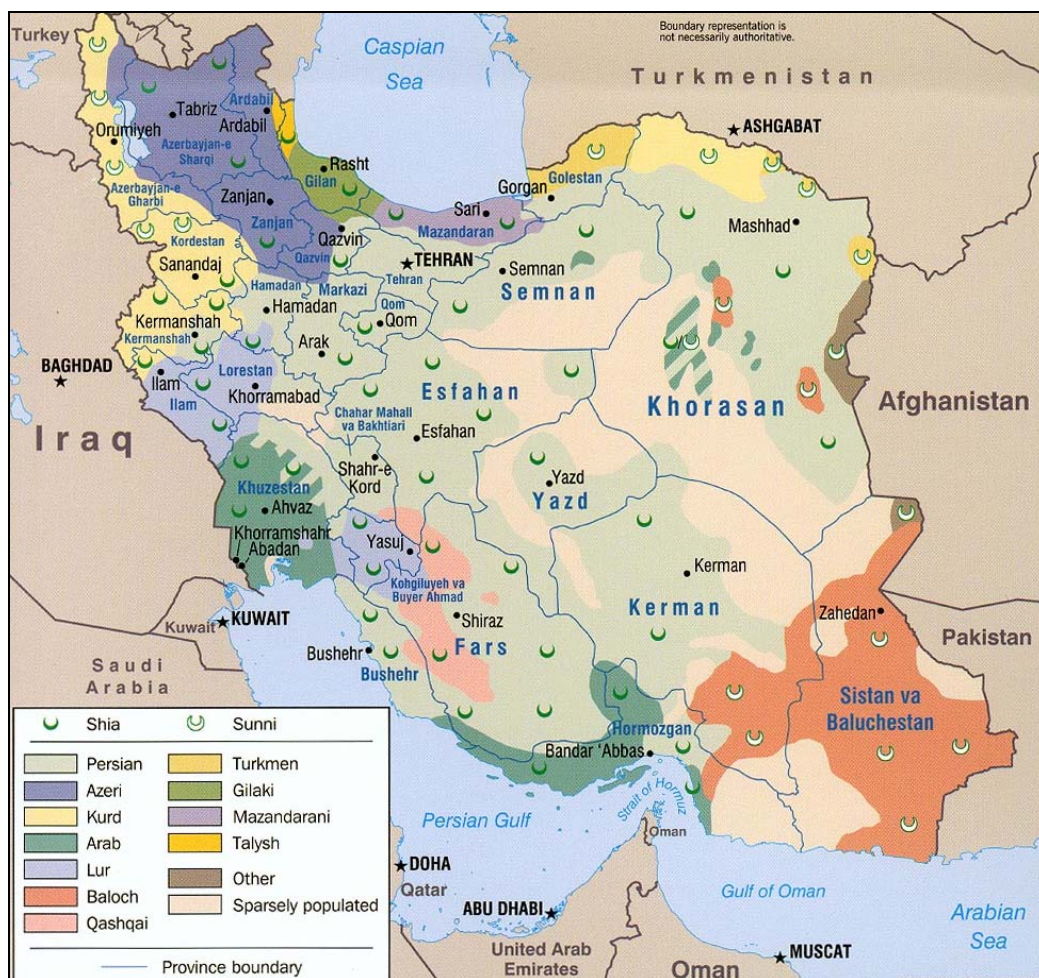 Boundary representation is
not necessarily authoritative.
Turkey
Caspian
Sea
Turkmenistan
ASHGABAT
Ardabil
Tabriz
Ardabil
Orumiyeh
Azerbayjan-e
Sharqi
Rasht
Gilan
Golestan
Gorgan
Azerbayjan-e
Gharbi
Zanjan
Zanjan
Sari
Mazandaran
Mashhad
Kordestan
Qazvin
Qazvin
TEHRAN
Tehran
Sanandaj
Semnan
Semnan
Hamadan
Markazi
Hamadan
Qom
Qom
Kermanshah
Kermanshah
Arak
BAGHDAD
Ilam
Lorestan
Khorramabad
Ilam
Esfahan
Khorasan
Afghanistan
Chahar Mahall
va Bakhtiari
Esfahan
Iraq
Shahr-e
Kord
Yazd
Yazd
Khuzestan
Ahvaz
Khorramshahr
Abadan
Yasuj
Kohgiluyeh va
Buyer Ahmad
Kerman
Kerman
Zahedan
KUWAIT
Kuwait
Shiraz
Fars
Pakistan
Saudi
Arabia
Bushehr
Bushehr
Sistan va
Baluchestan
Hormozgan
Bandar 'Abbas
Strait of Hormuz
Oman
Persian Gulf
DOHA
Qatar
Gulf of Oman
ABU DHABI
Arabian
Sea
United Arab
Emirates
Oman
MUSCAT
Shia
Sunni
Persian
Turkmen
Azeri
Gilaki
Kurd
Mazandarani
Arab
Talysh
Lur
Baloch
Other
Qashqai
Sparsely populated
Province boundary